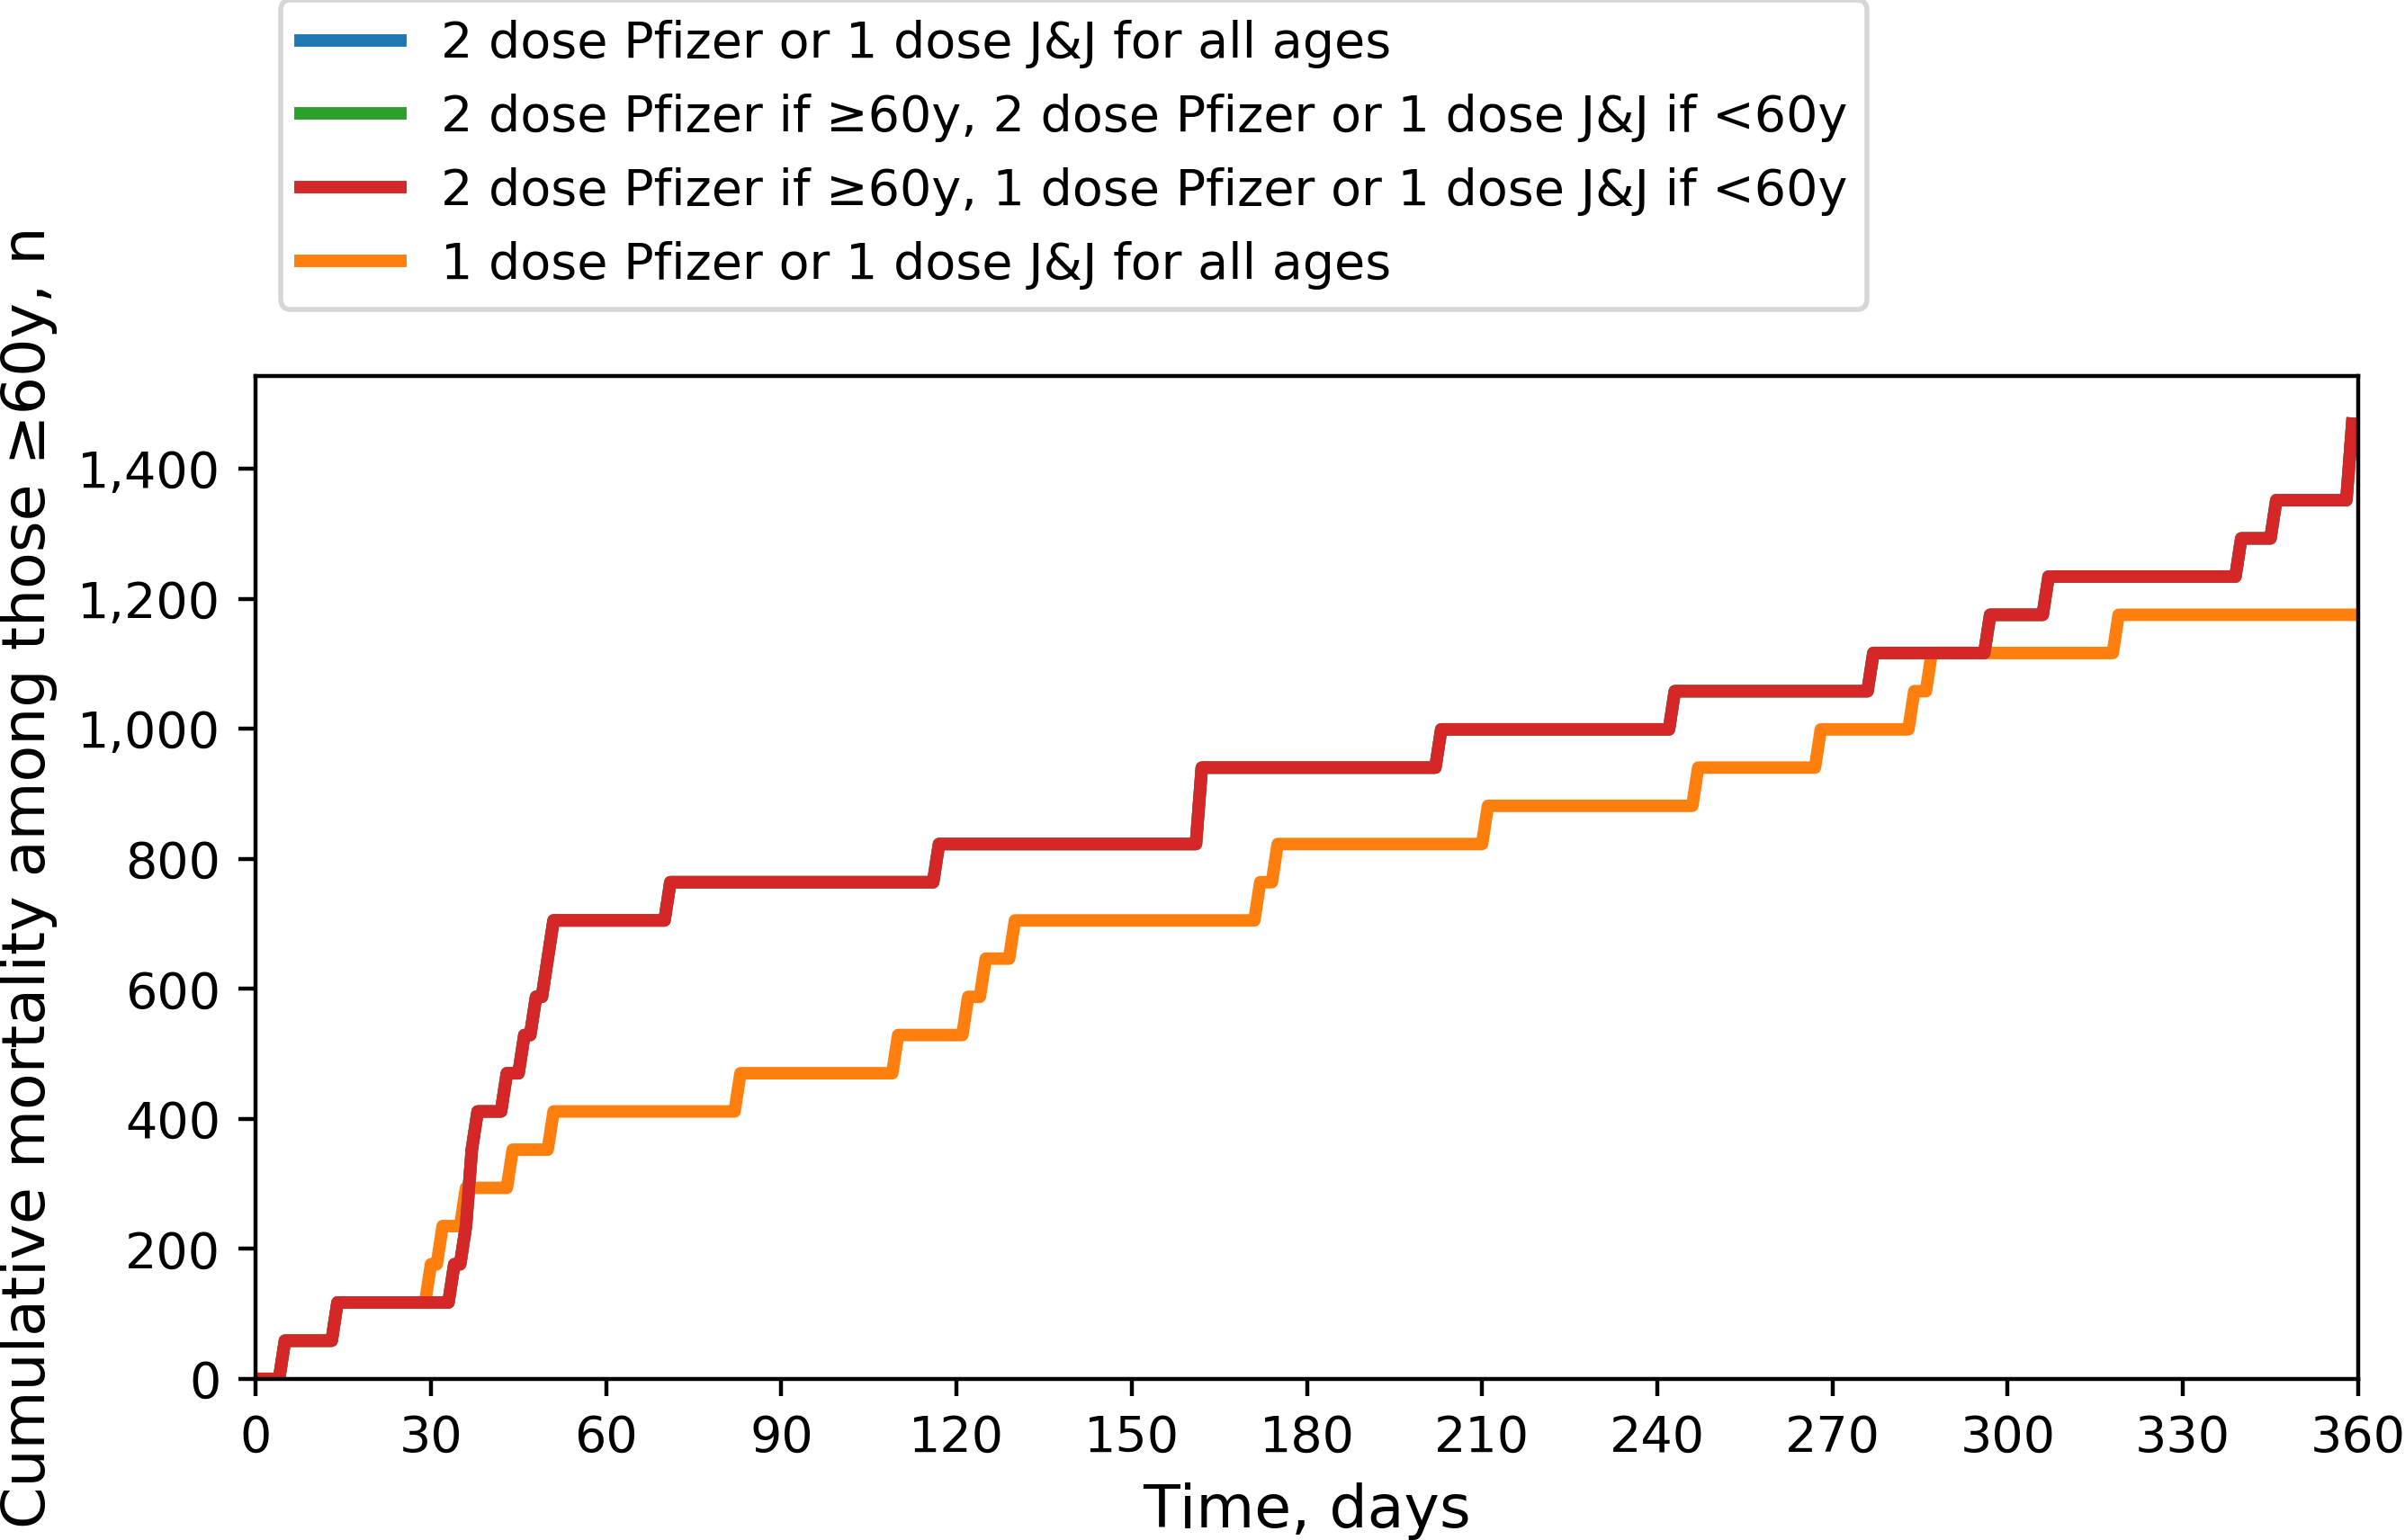 2 dose Pfizer or 1 dose J&J for all ages
2 dose Pfizer if ≥60y, 2 dose Pfizer or 1 dose J&J if <60y
2 dose Pfizer if ≥60y, 1 dose Pfizer or 1 dose J&J if <60y
1 dose Pfizer or 1 dose J&J for all ages
Cumulative mortality among those ≥60y, n
1,400
1,200
1,000
800
600
400
200
0
0 30 60 90 120 150 180 210 240 270 300 330 360
Time, days